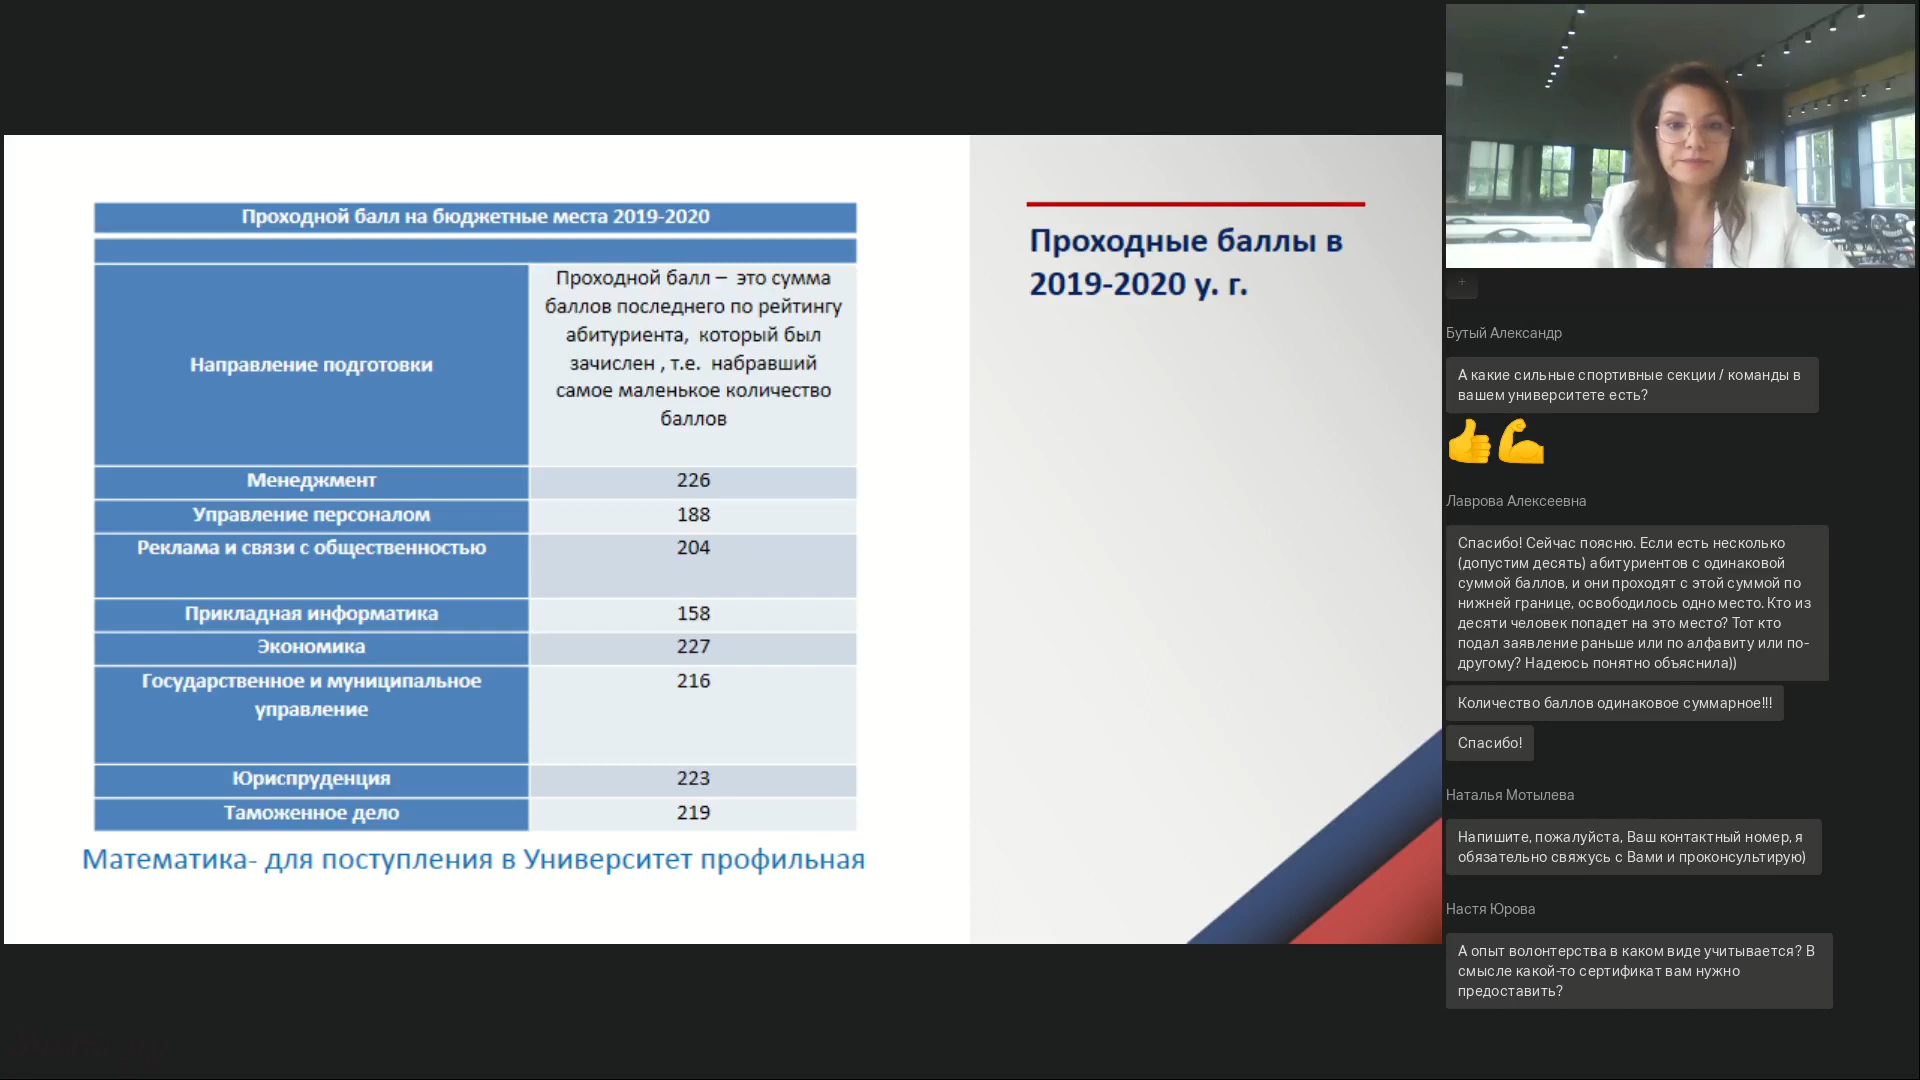 Проходной балл на бюджетные места 2019-2020
Направление подготовки
Проходной балл – это сумма
баллов последнего по рейтингу
абитуриента, который был
зачислен , т.е. набравший
самое маленькое количество
баллов
Менеджмент 226
Управление персоналом 188
Реклама и связи с общественностью 204
Прикладная информатика 158
Экономика 227
Государственное и муниципальное 216
управление
Юриспруденция 223
Таможенное дело 219
Математика- для поступления в Университет профильная
Проходные баллы в
2019-2020 у. г.
+
Бутый Александр
А какие сильные спортивные секции / команды в
вашем университете есть?
Лаврова Алексеевна
Спасибо! Сейчас поясню. Если есть несколько
(допустим десять) абитуриентов с одинаковой
суммой баллов, и они проходят с этой суммой по
нижней границе, освободилось одно место. Кто из
десяти человек попадет на это место? Тот кто
подал заявление раньше или по алфавиту или по-
другому? Надеюсь понятно объяснила))
Количество баллов одинаковое суммарное!!!
Спасибо!
Наталья Мотылева
Напишите, пожалуйста, Ваш контактный номер, я
обязательно свяжусь с Вами и проконсультирую)
Настя Юрова
А опыт волонтерства в каком виде учитывается? В
смысле какой-то сертификат вам нужно
предоставить?